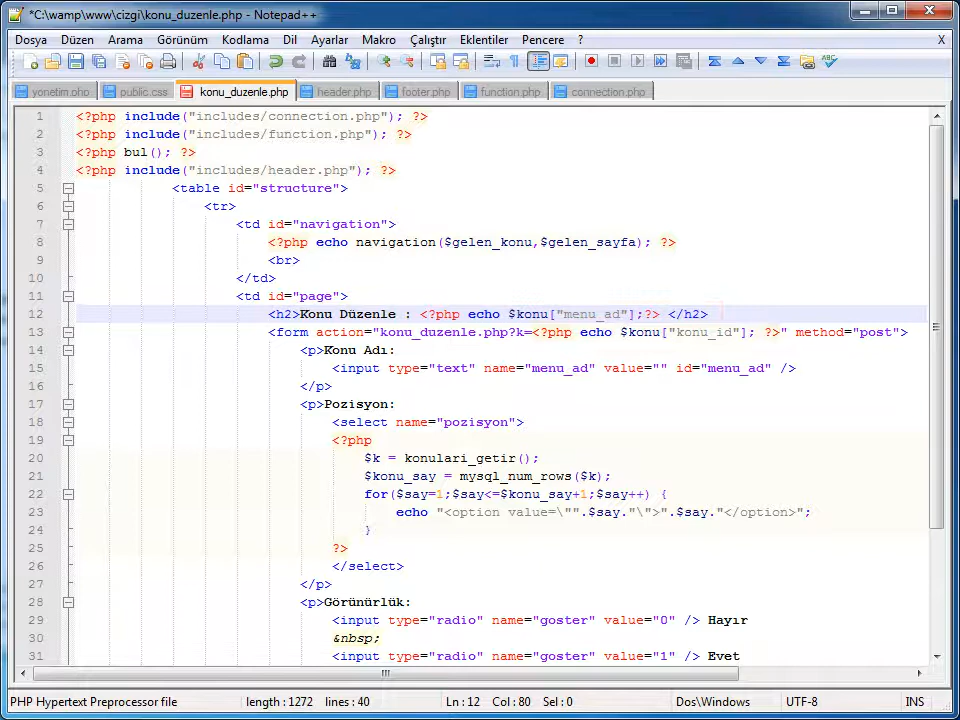 *C:\wamp\www\cizgi\konu_duzenle.php - Notepad++
Dosya Düzen Arama Görünüm Kodlama Dil Ayarlar Makro Çalıştır Eklentiler Pencere ? X
yonetim.php public.css konu_duzenle.php header.php footer.php function.php connection.php
1 <?php include("includes/connection.php"); ?>
2 <?php include("includes/function.php"); ?>
3 <?php bul(); ?>
4 <?php include("includes/header.php"); ?>
5 <table id="structure">
6 <tr>
7 <td id="navigation">
8 <?php echo navigation($gelen_konu,$gelen_sayfa); ?>
9 <br>
10 </td>
11 <td id="page">
12 <h2>Konu Düzenle : <?php echo $konu["menu_ad"];?> </h2>
13 <form action="konu_duzenle.php?k=<?php echo $konu["konu_id"]; ?>" method="post">
14 <p>Konu Adı:
15 <input type="text" name="menu_ad" value="" id="menu_ad" />
16 </p>
17 <p>Pozisyon:
18 <select name="pozisyon">
19 <?php
20 $k = konulari_getir();
21 $konu_say = mysql_num_rows($k);
22 for($say=1;$say<=$konu_say+1;$say++) {
23 echo "<option value=\"".$say."\">".$say."</option>";
24 }
25 ?>
26 </select>
27 </p>
28 <p>Görünürlük:
29 <input type="radio" name="goster" value="0" /> Hayır
30 &nbsp;
31 <input type="radio" name="goster" value="1" /> Evet
PHP Hypertext Preprocessor file length : 1272 lines : 40 Ln : 12 Col : 80 Sel : 0 Dos\Windows UTF-8 INS